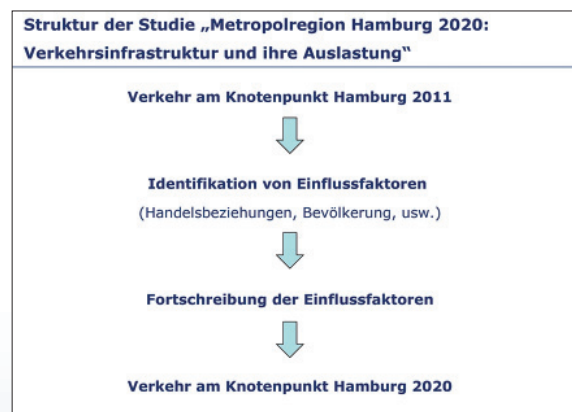 Struktur der Studie „Metropolregion Hamburg 2020:
Verkehrsinfrastruktur und ihre Auslastung“
Verkehr am Knotenpunkt Hamburg 2011
Identifikation von Einflussfaktoren
(Handelsbeziehungen, Bevölkerung, usw.)
Fortschreibung der Einflussfaktoren
Verkehr am Knotenpunkt Hamburg 2020